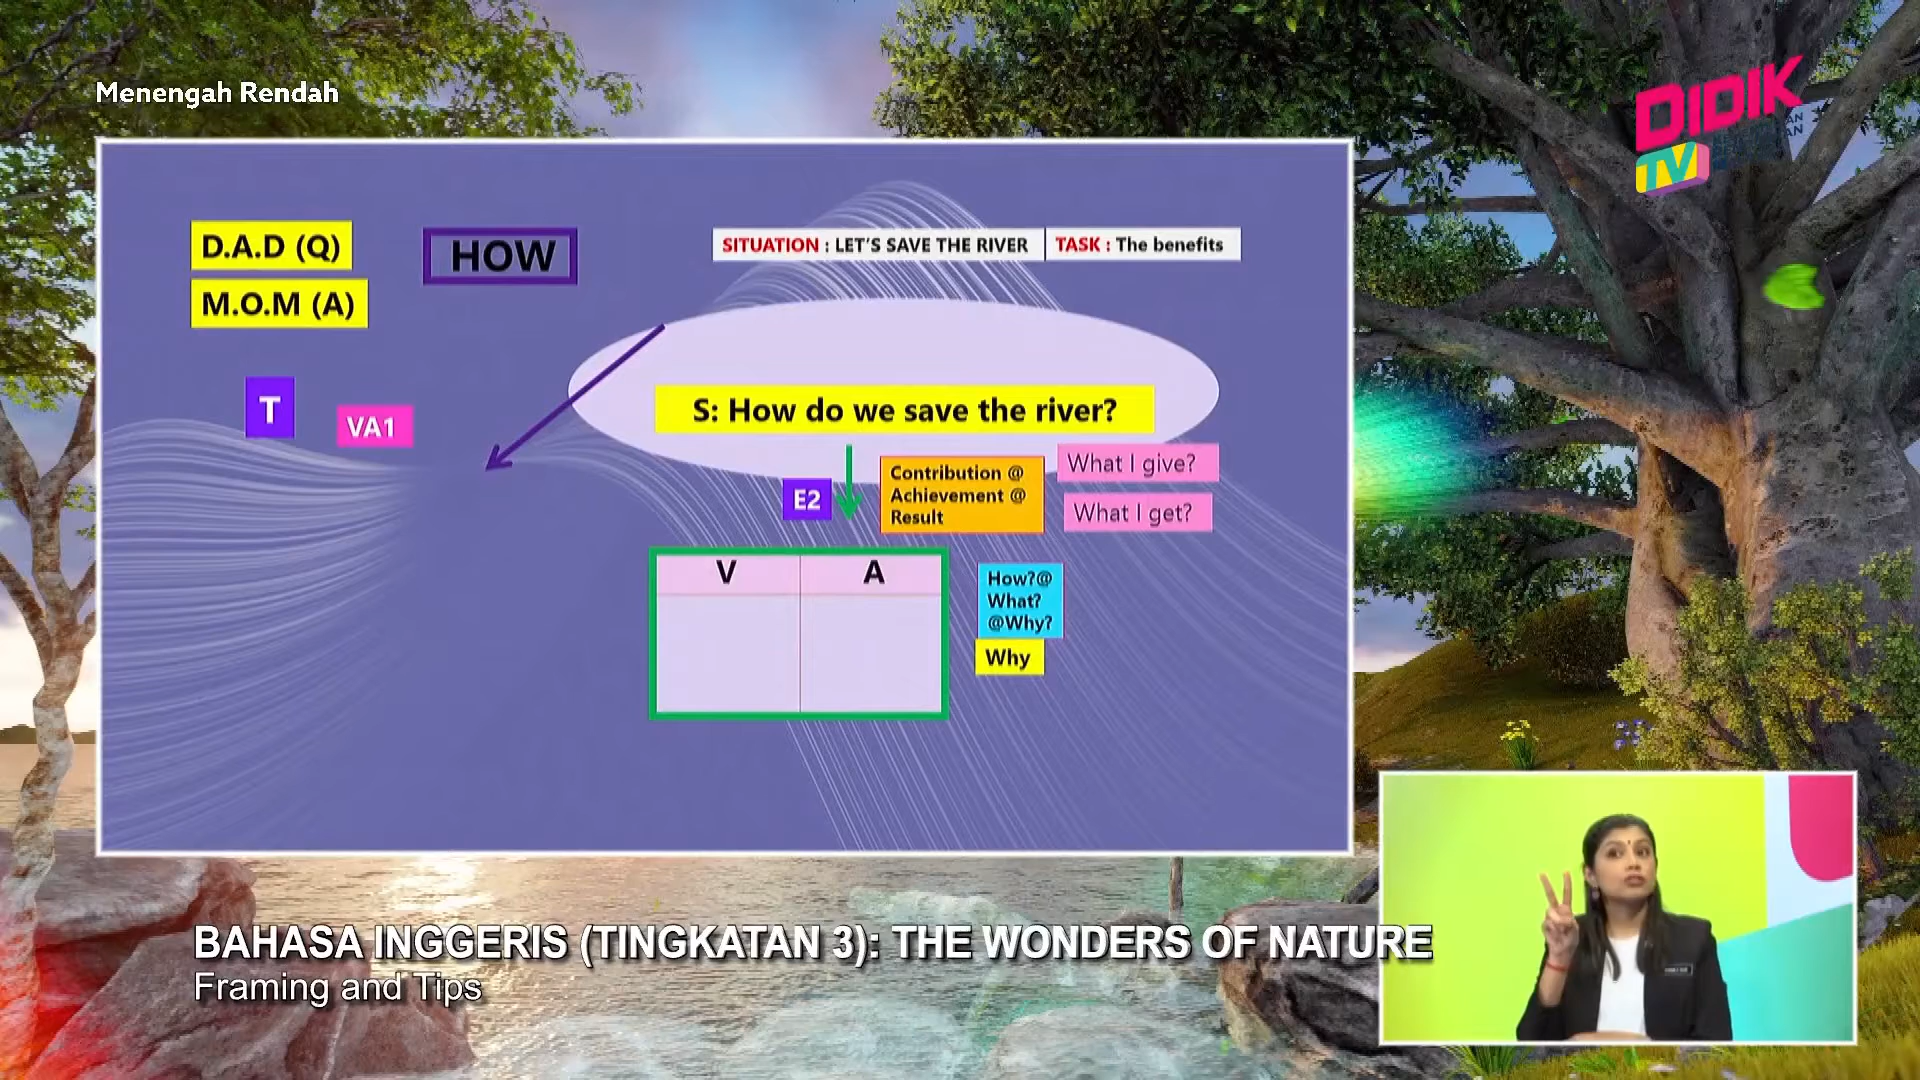 Menengah Rendah
DIDIK
TV
D.A.D (Q)
M.O.M (A)
HOW
SITUATION : LET'S SAVE THE RIVER
TASK : The benefits
T
VA1
S: How do we save the river?
E2
Contribution @
Achievement @
Result
What I give?
What I get?
V
A
How?@
What?
@Why?
Why
BAHASA INGGERIS (TINGKATAN 3): THE WONDERS OF NATURE
Framing and Tips